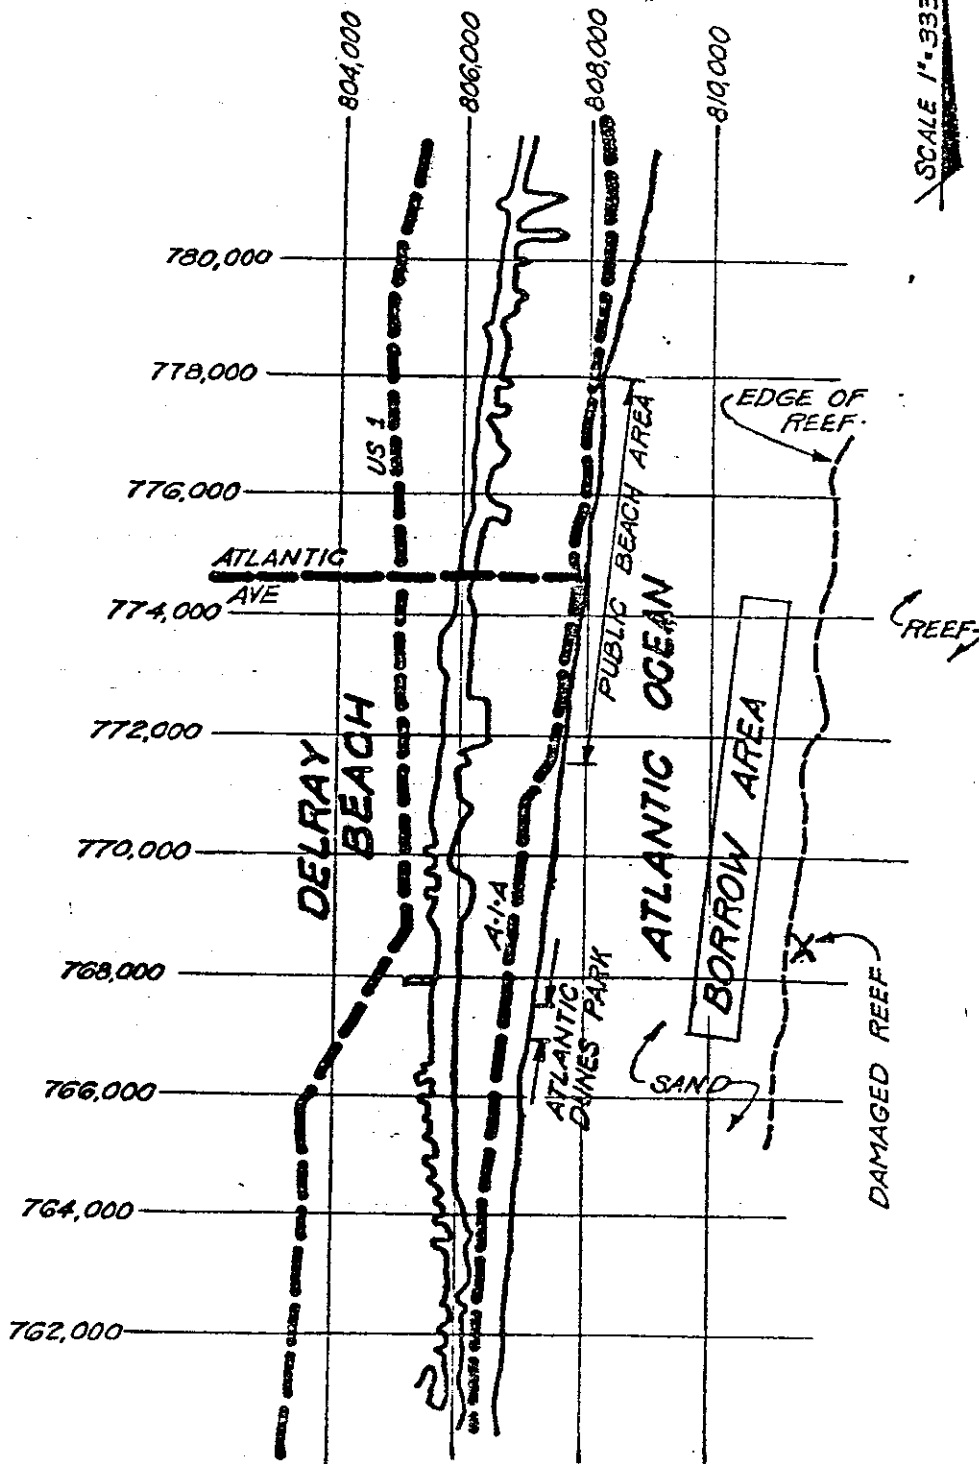 804,000
806,000
808,000
810,000
SCALE 1"=333
780,000
778,000
776,000
ATLANTIC
AVE
774,000
772,000
770,000
768,000
766,000
764,000
762,000
US 1
DELRAY
BEACH
A-1-A
PUBLIC BEACH AREA
ATLANTIC OCEAN
BORROW AREA
EDGE OF
REEF
REEF
ATLANTIC
DUNES PARK
SAND
DAMAGED REEF